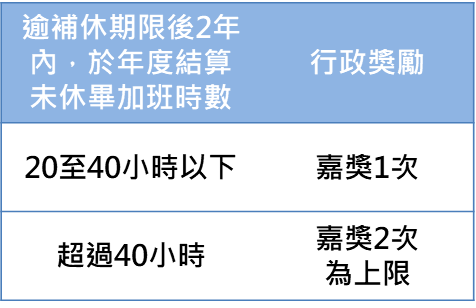 逾補休期限後2年
內，於年度結算
未休畢加班時數
行政獎勵
20至40小時以下
嘉獎1次
超過40小時
嘉獎2次
為上限